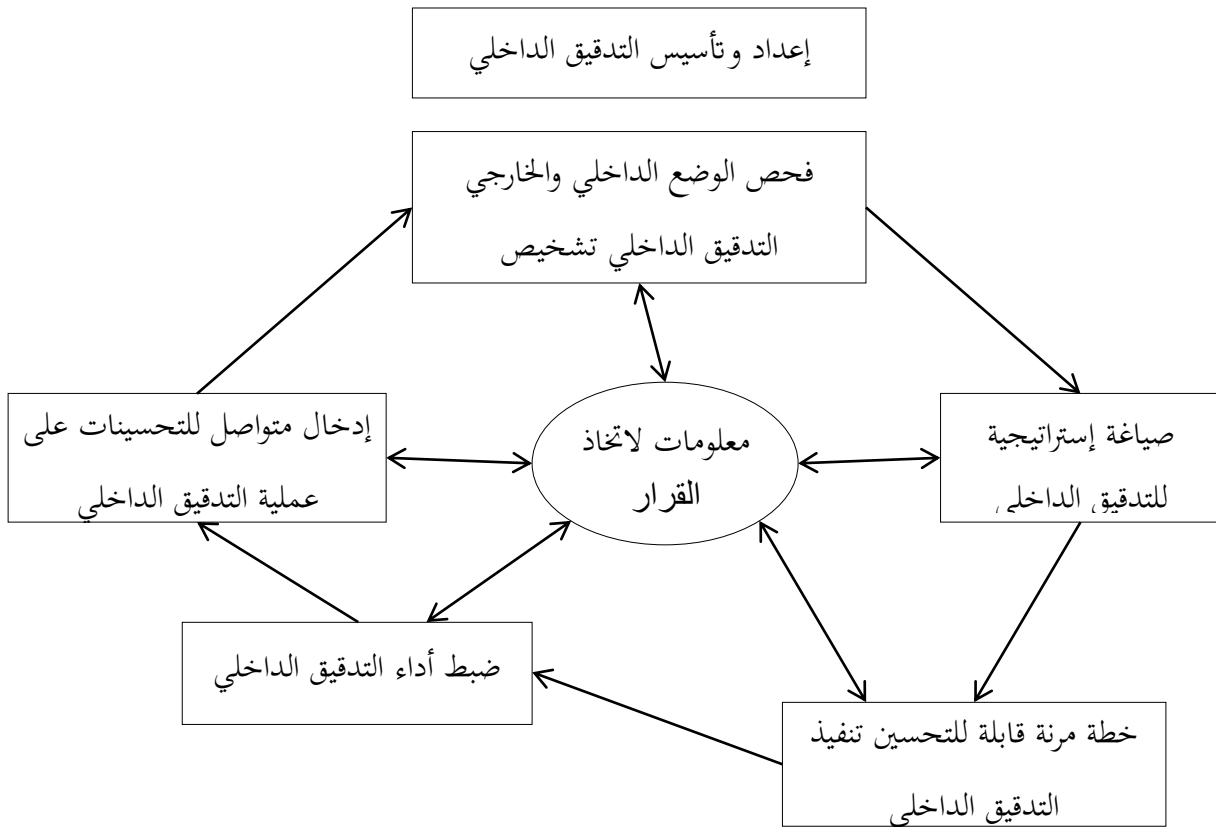 إعداد وتأسيس التدقيق الداخلي
فحص الوضع الداخلي والخارجي
التدقيق الداخلي تشخيص
صياغة إستراتيجية
للتدقيق الداخلي
معلومات لاتخاذ
القرار
إدخال متواصل للتحسينات على
عملية التدقيق الداخلي
ضبط أداء التدقيق الداخلي
خطة مرنة قابلة للتحسين تنفيذ
التدقيق الداخلي